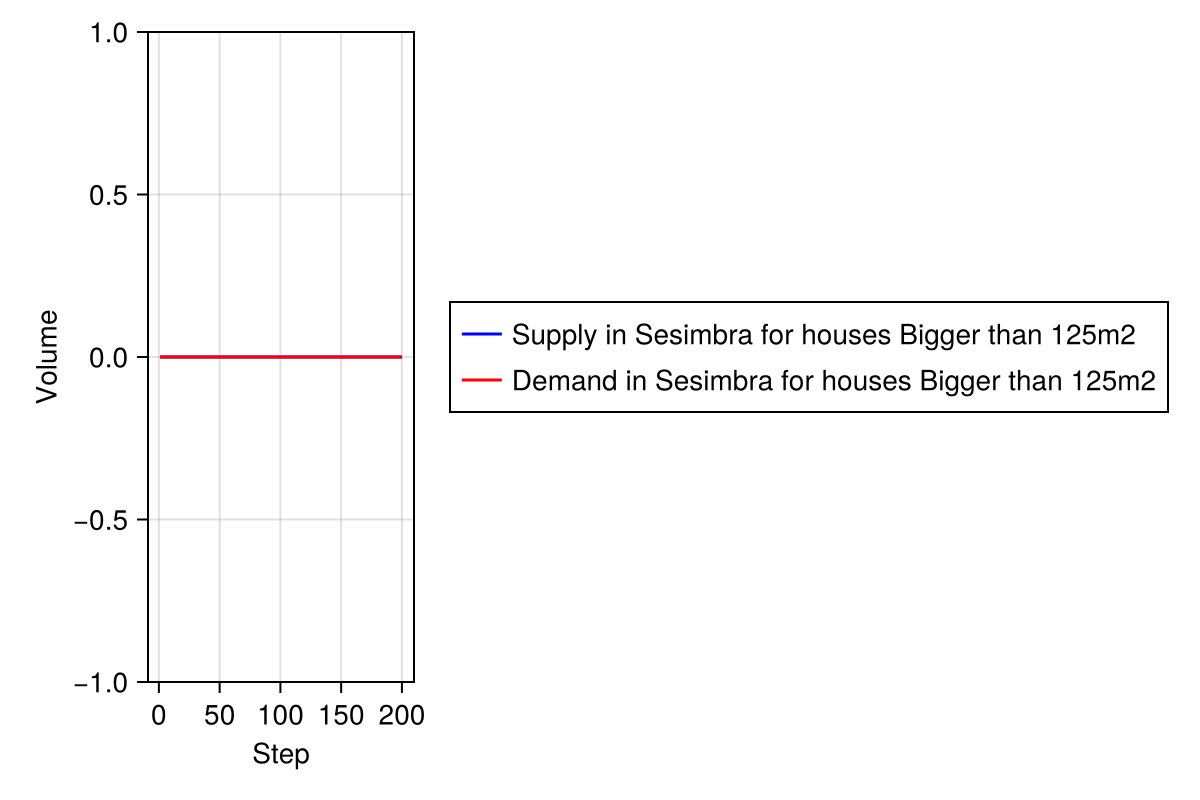 1.0
0.5
0.0
−0.5
−1.0
Volume
0 50 100 150 200
Step
Supply in Sesimbra for houses Bigger than 125m2
Demand in Sesimbra for houses Bigger than 125m2